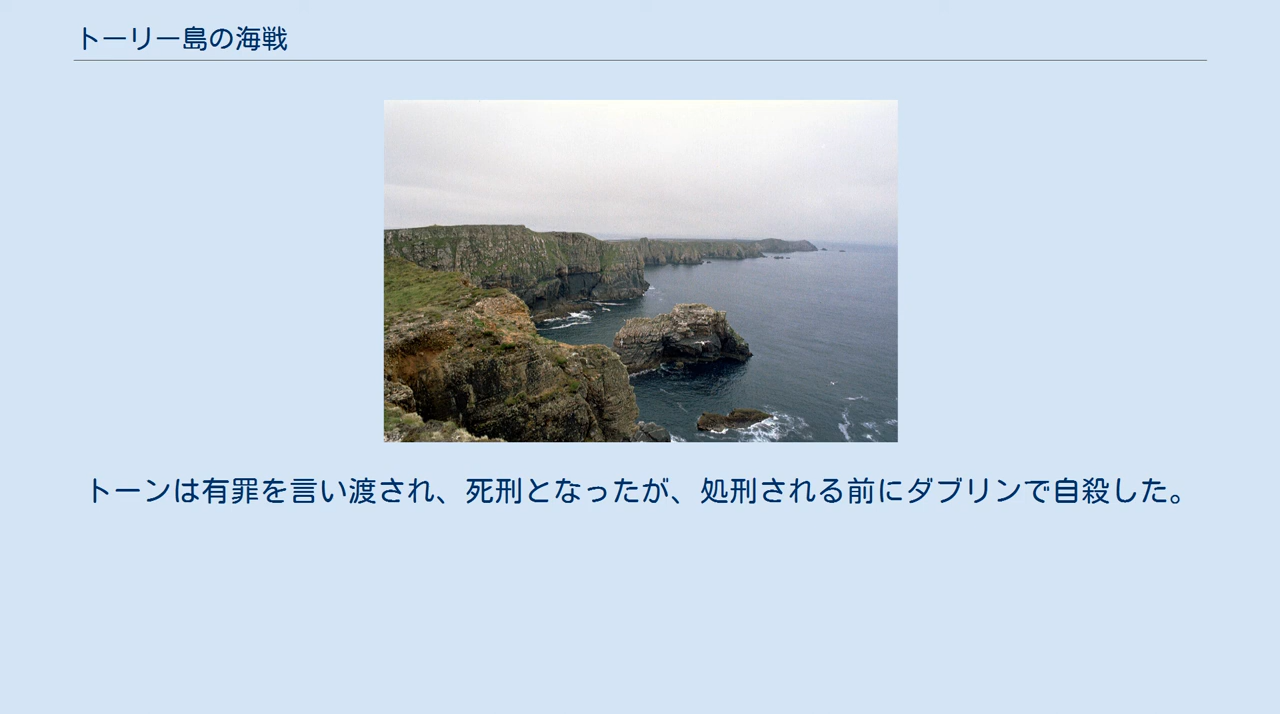 トーリー島の海戦
トーンは有罪を言い渡され、死刑となったが、処刑される前にダブリンで自殺した。